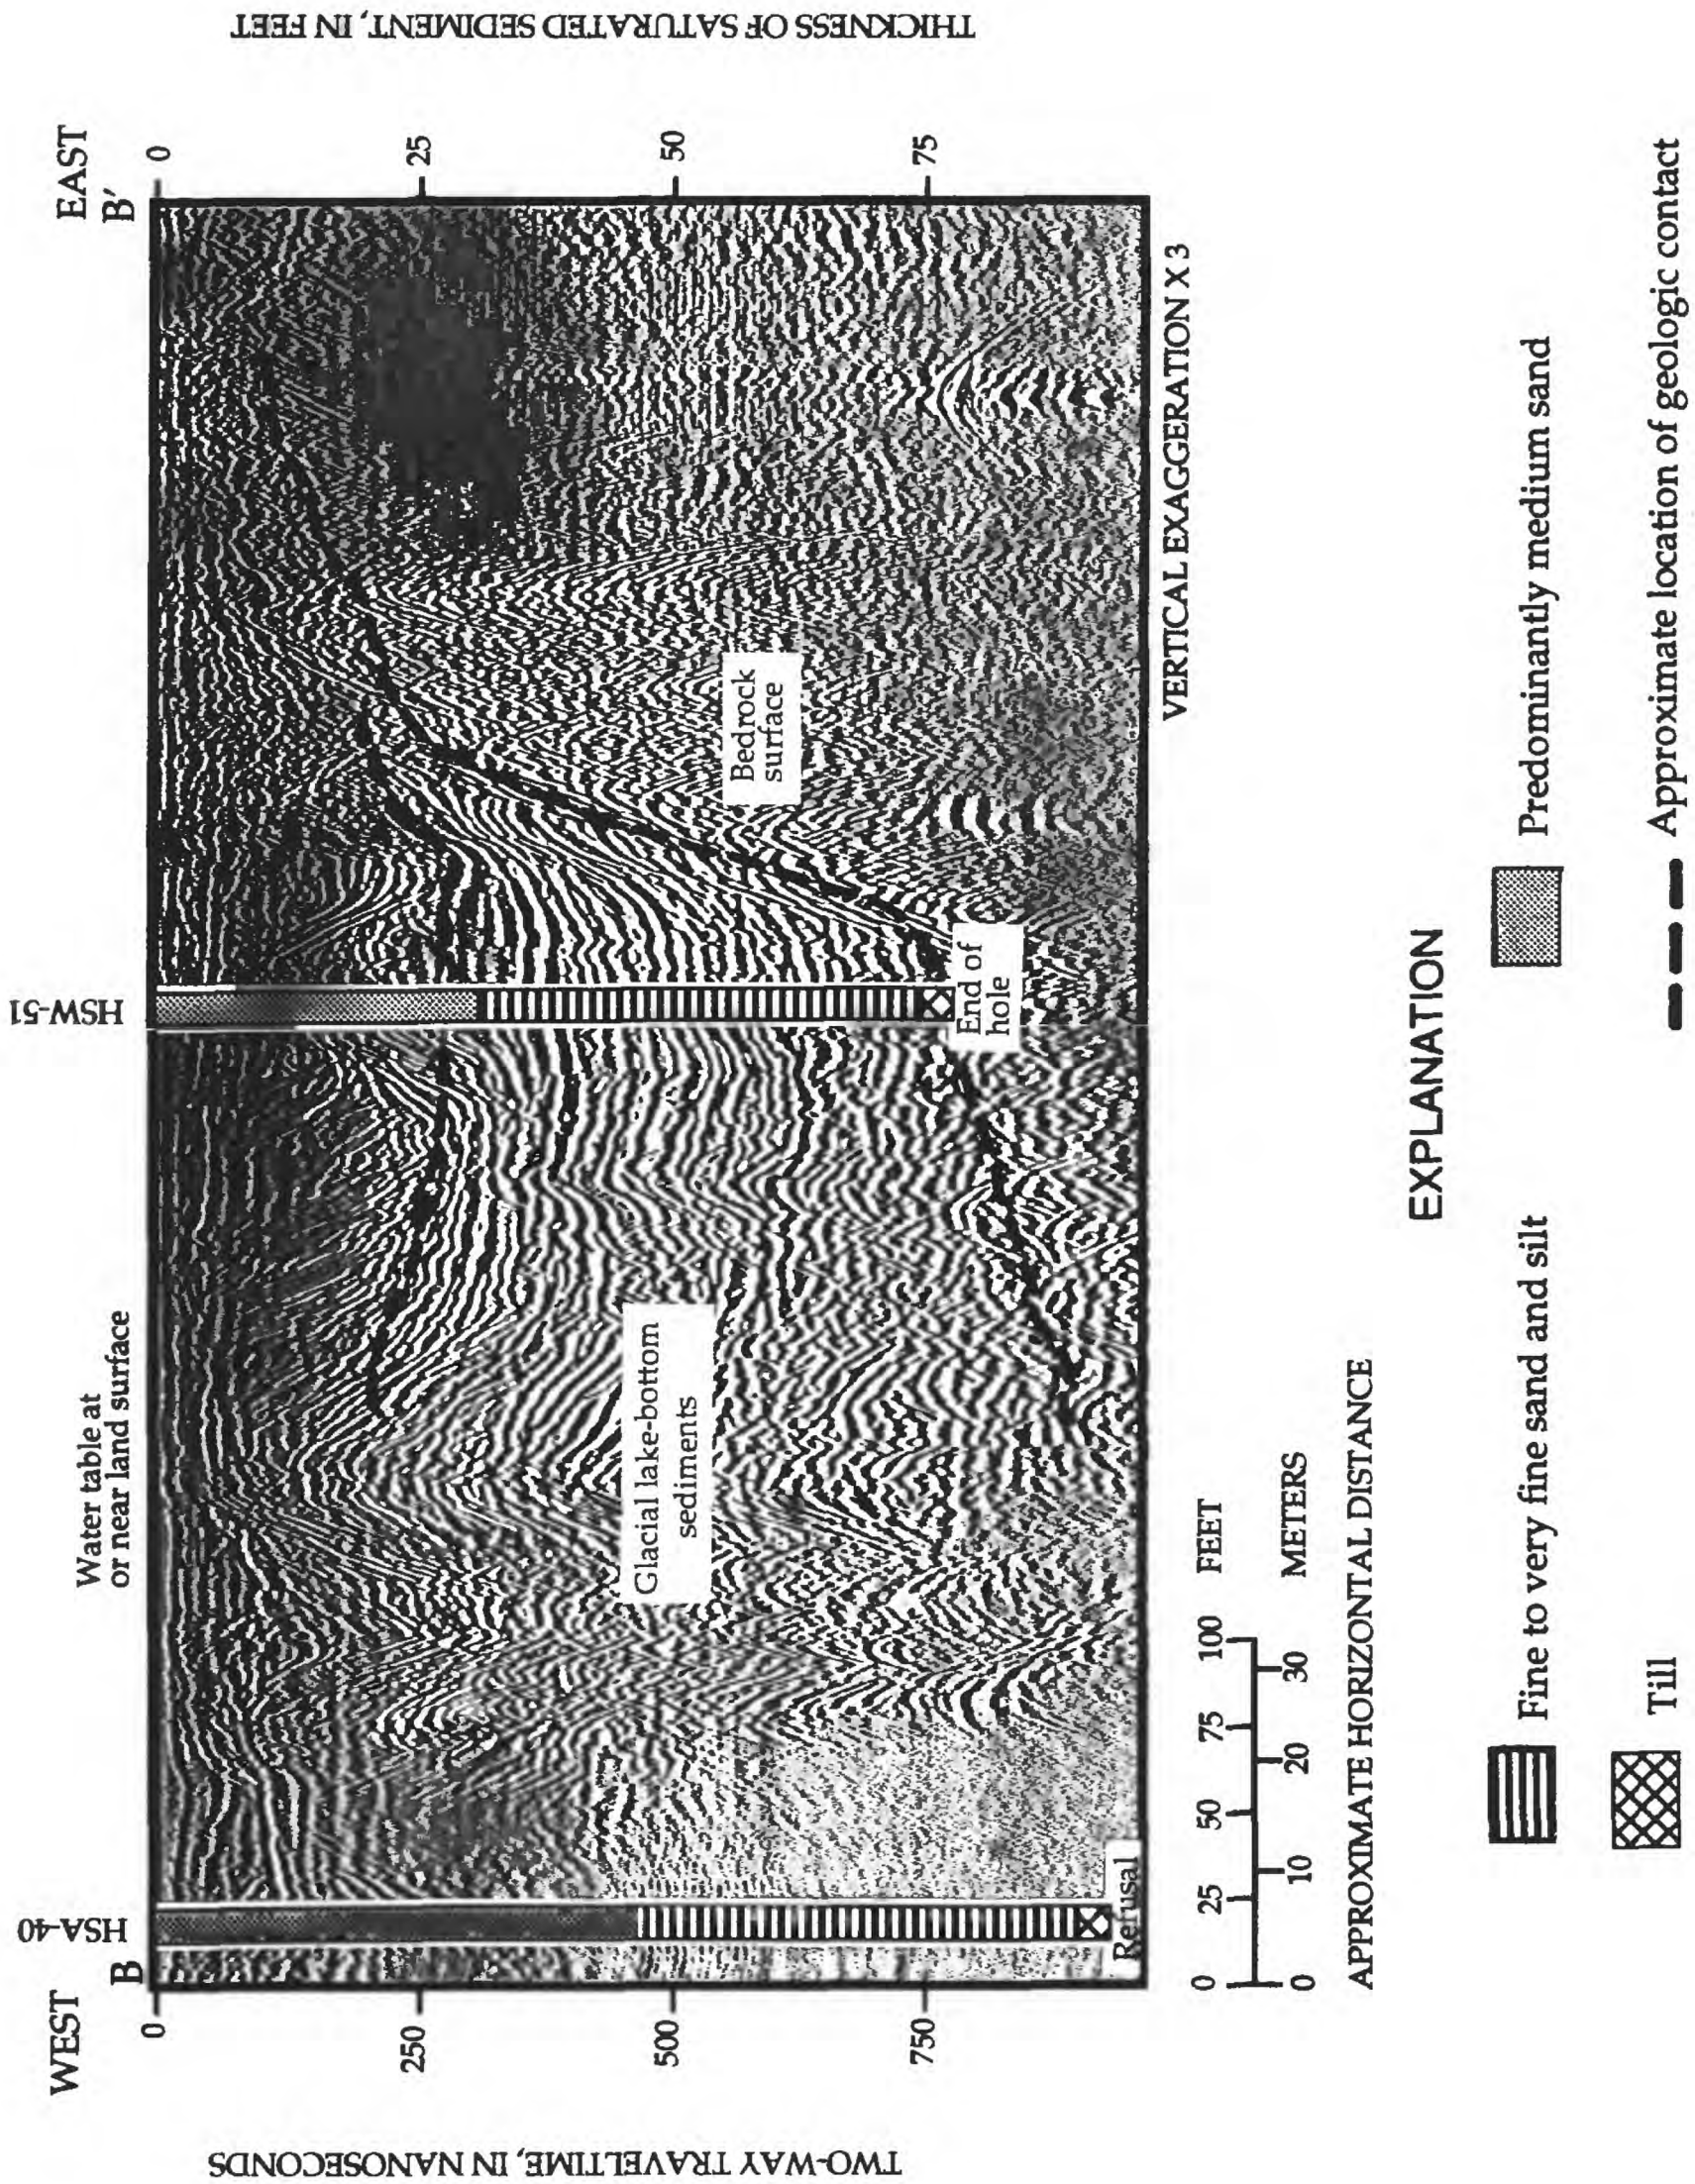 WEST
B
HSA-40
Water table at
or near land surface
HSW-51
EAST
B'
TWO-WAY TRAVELTIME, IN NANOSECONDS
0
250
500
750
THICKNESS OF SATURATED SEDIMENT, IN FEET
0
25
50
75
Glacial lake-bottom
sediments
Bedrock
surface
End of
hole
Refusal
VERTICAL EXAGGERATION X 3
0 25 50 75 100 FEET
0 10 20 30 METERS
APPROXIMATE HORIZONTAL DISTANCE
EXPLANATION
Fine to very fine sand and silt
Predominantly medium sand
Till
Approximate location of geologic contact